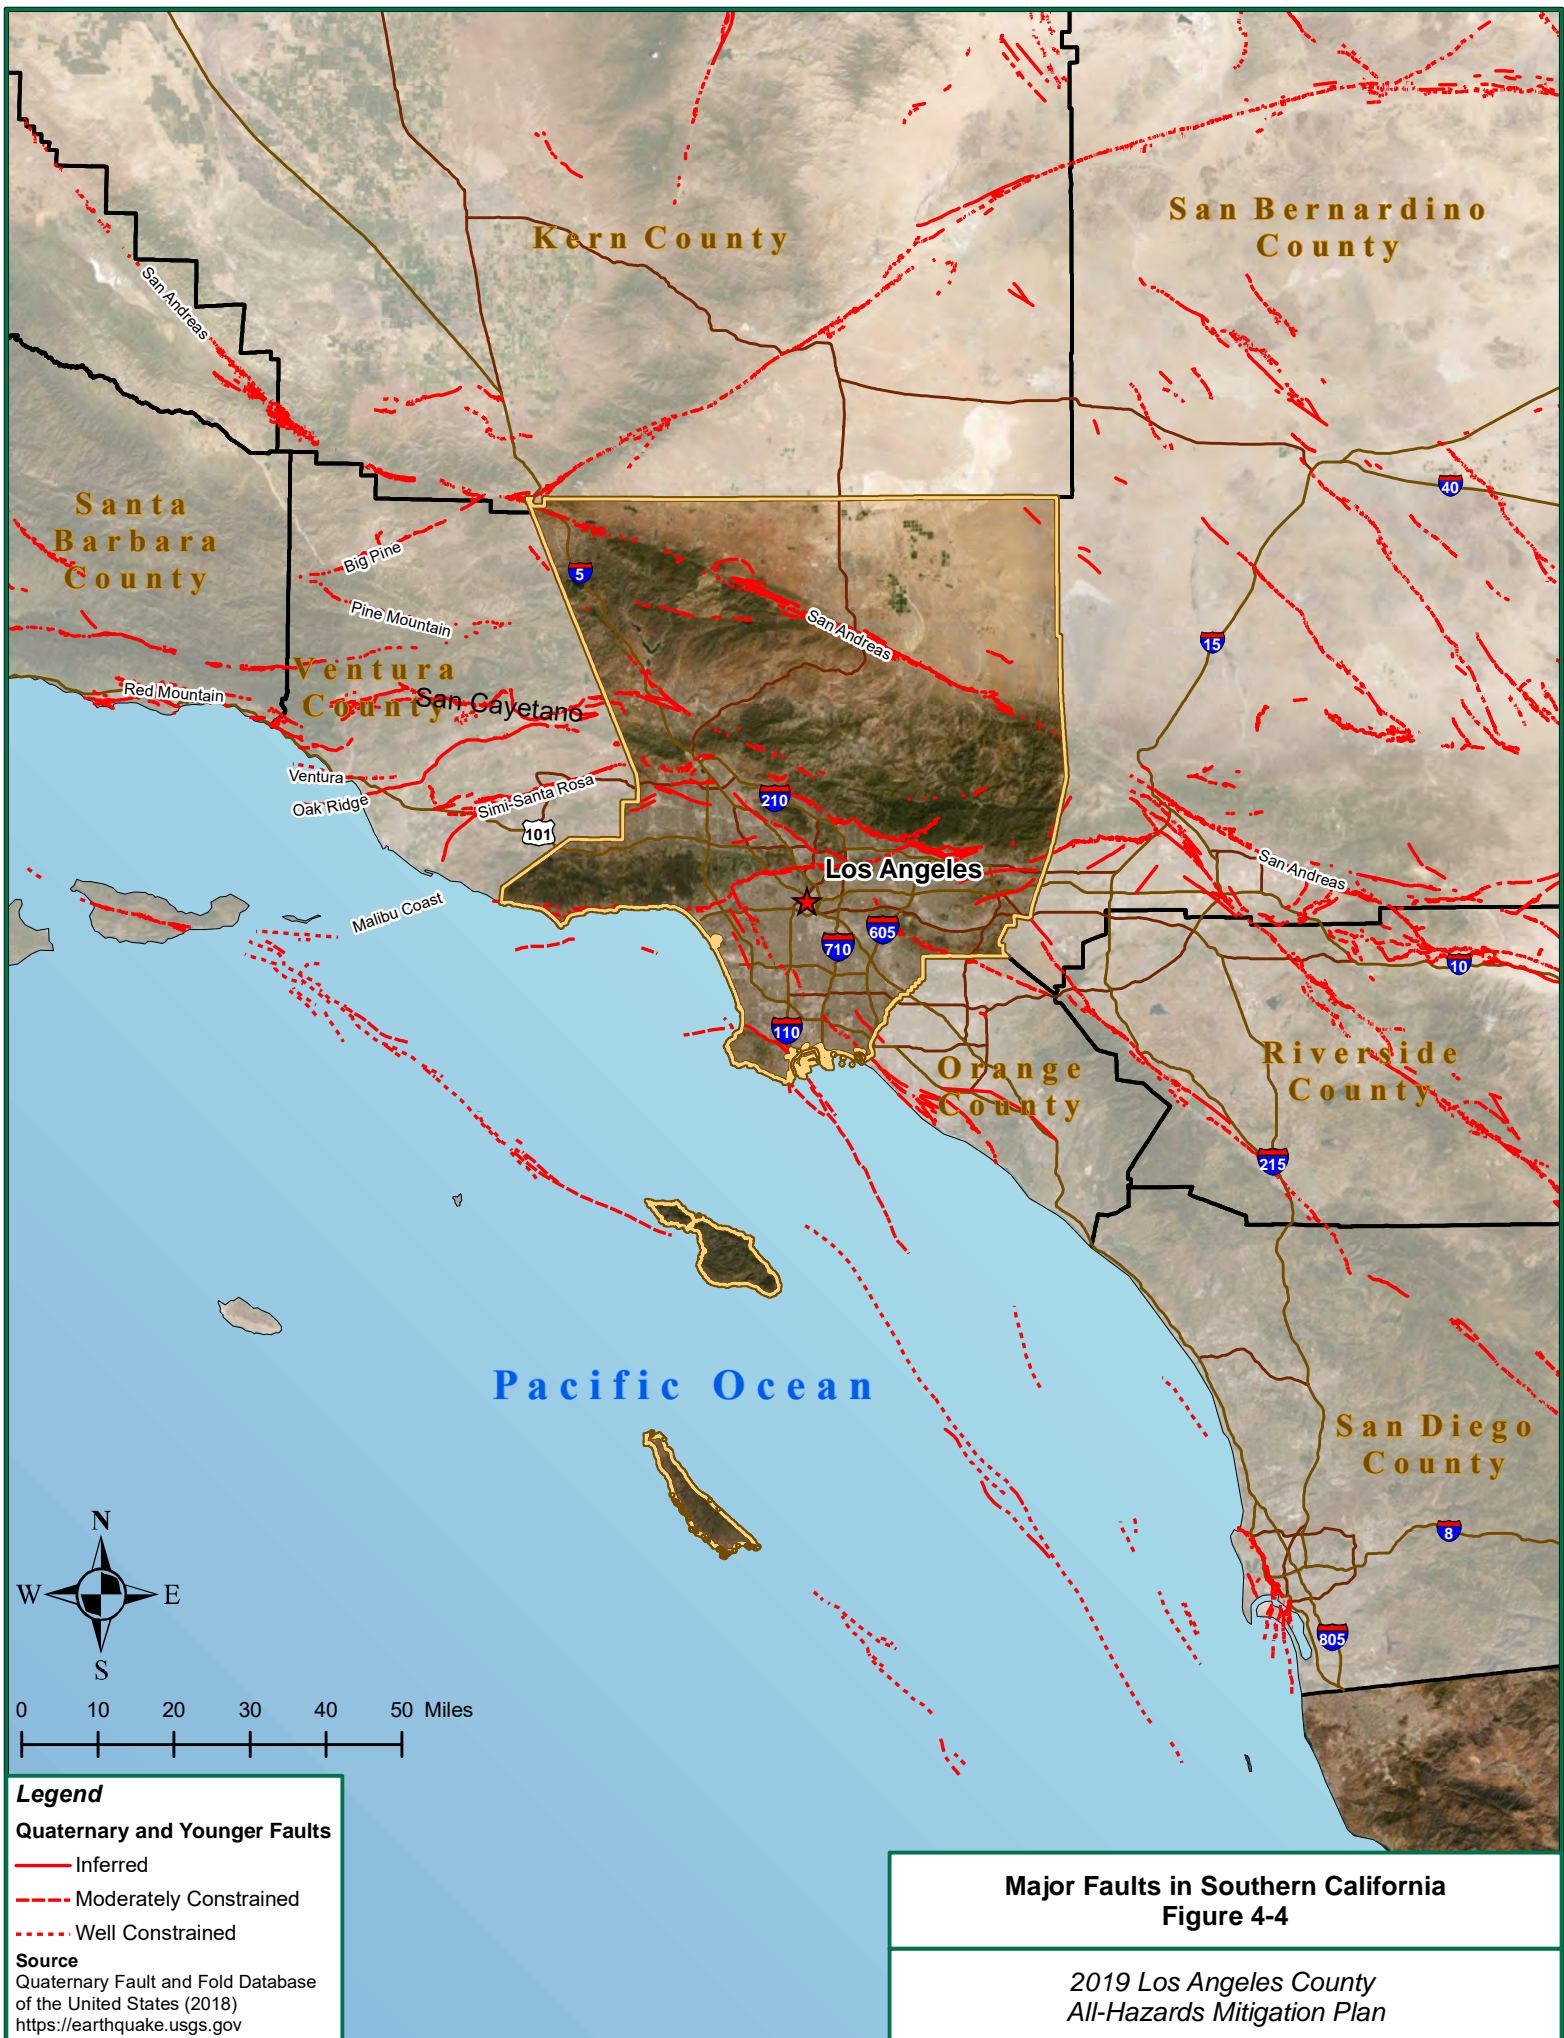 San Bernardino
County
Kern County
San Andreas
Santa
Barbara
County
40
Big Pine
5
Pine Mountain
San Andreas
15
Ventura
County
Red Mountain
San Cayetano
Ventura
Oak Ridge
Simi-Santa Rosa
210
101
Los Angeles
San Andreas
Malibu Coast
605
710
10
110
Orange
County
Riverside
County
215
Pacific Ocean
San Diego
County
8
805
N
W E
S
0 10 20 30 40 50 Miles
Legend
Quaternary and Younger Faults
Inferred
Moderately Constrained
Well Constrained
Source
Quaternary Fault and Fold Database
of the United States (2018)
https://earthquake.usgs.gov
Major Faults in Southern California
Figure 4-4
2019 Los Angeles County
All-Hazards Mitigation Plan